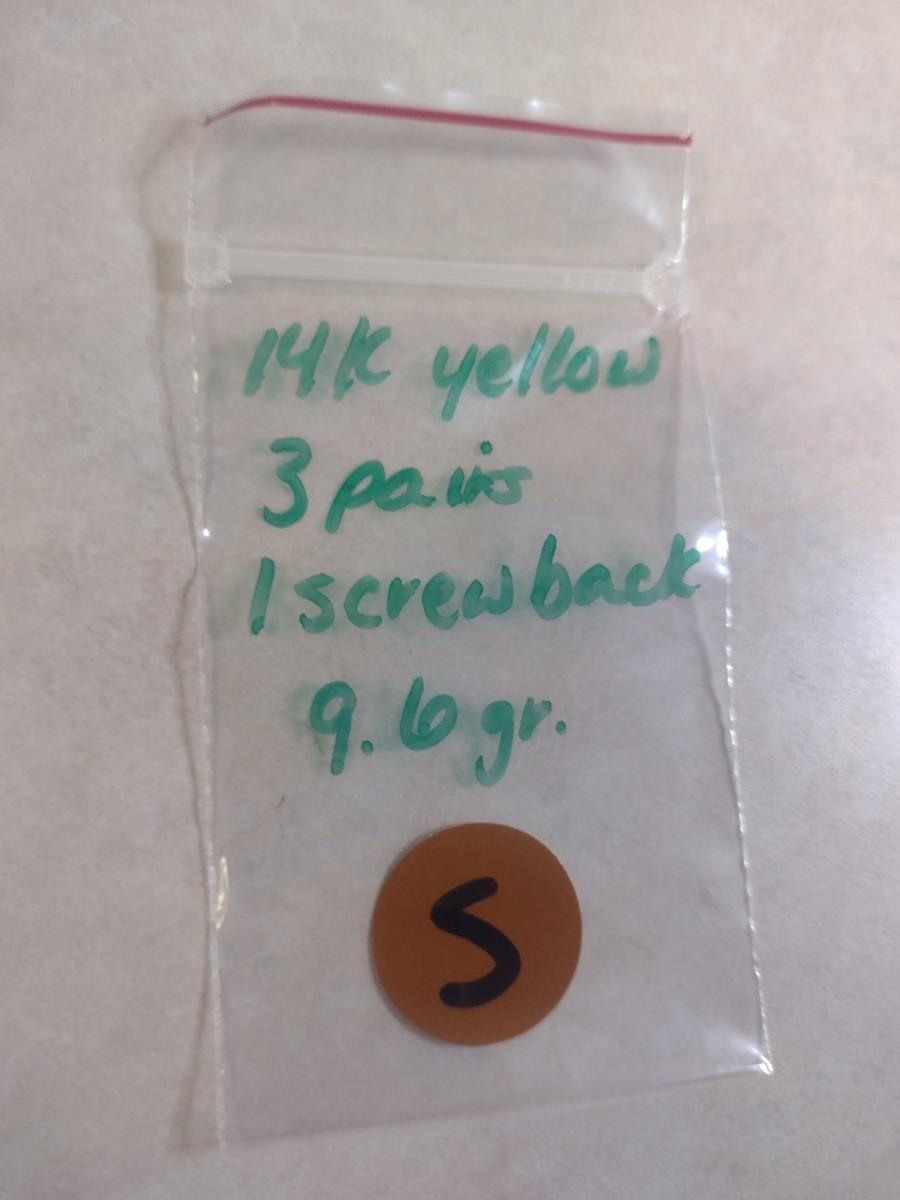 14K yellow
3 pairs
1 screwback
9.6 gr.
S